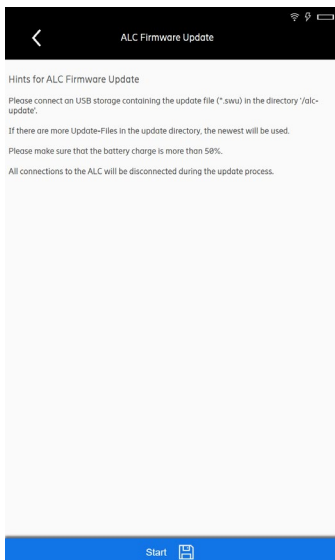 ALC Firmware Update
Hints for ALC Firmware Update
Please connect an USB storage containing the update file (*.swu) in the directory '/alc-
update'.
If there are more Update-Files in the update directory, the newest will be used.
Please make sure that the battery charge is more than 50%.
All connections to the ALC will be disconnected during the update process.
Start